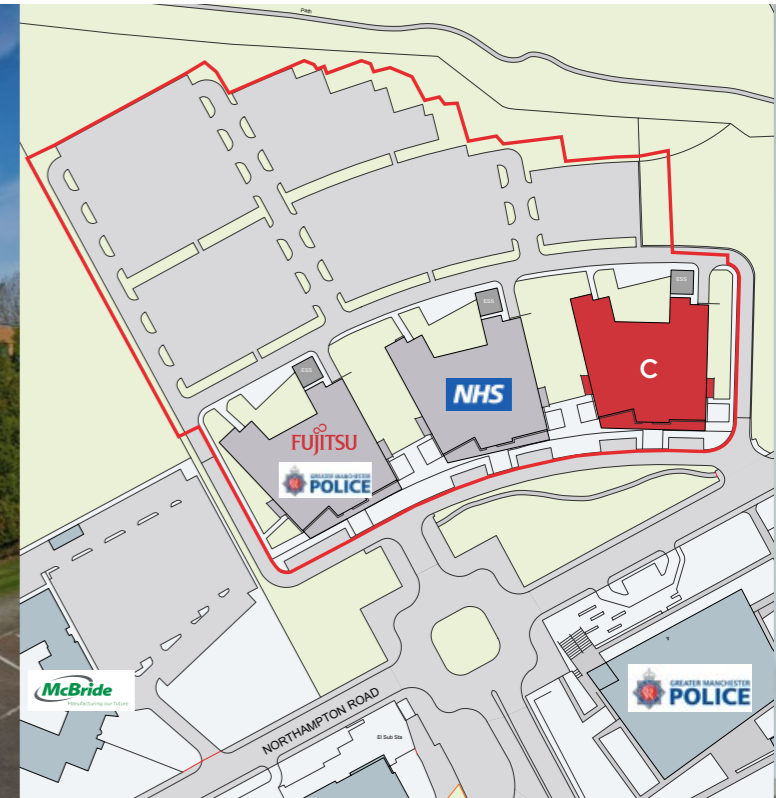 Path
ESS
ESS
C
NHS
ESS
FUJITSU
GREATER MANCHESTER
POLICE
McBride
Manufacturing our future
GREATER MANCHESTER
POLICE
NORTHAMPTON ROAD
El Sub Sta